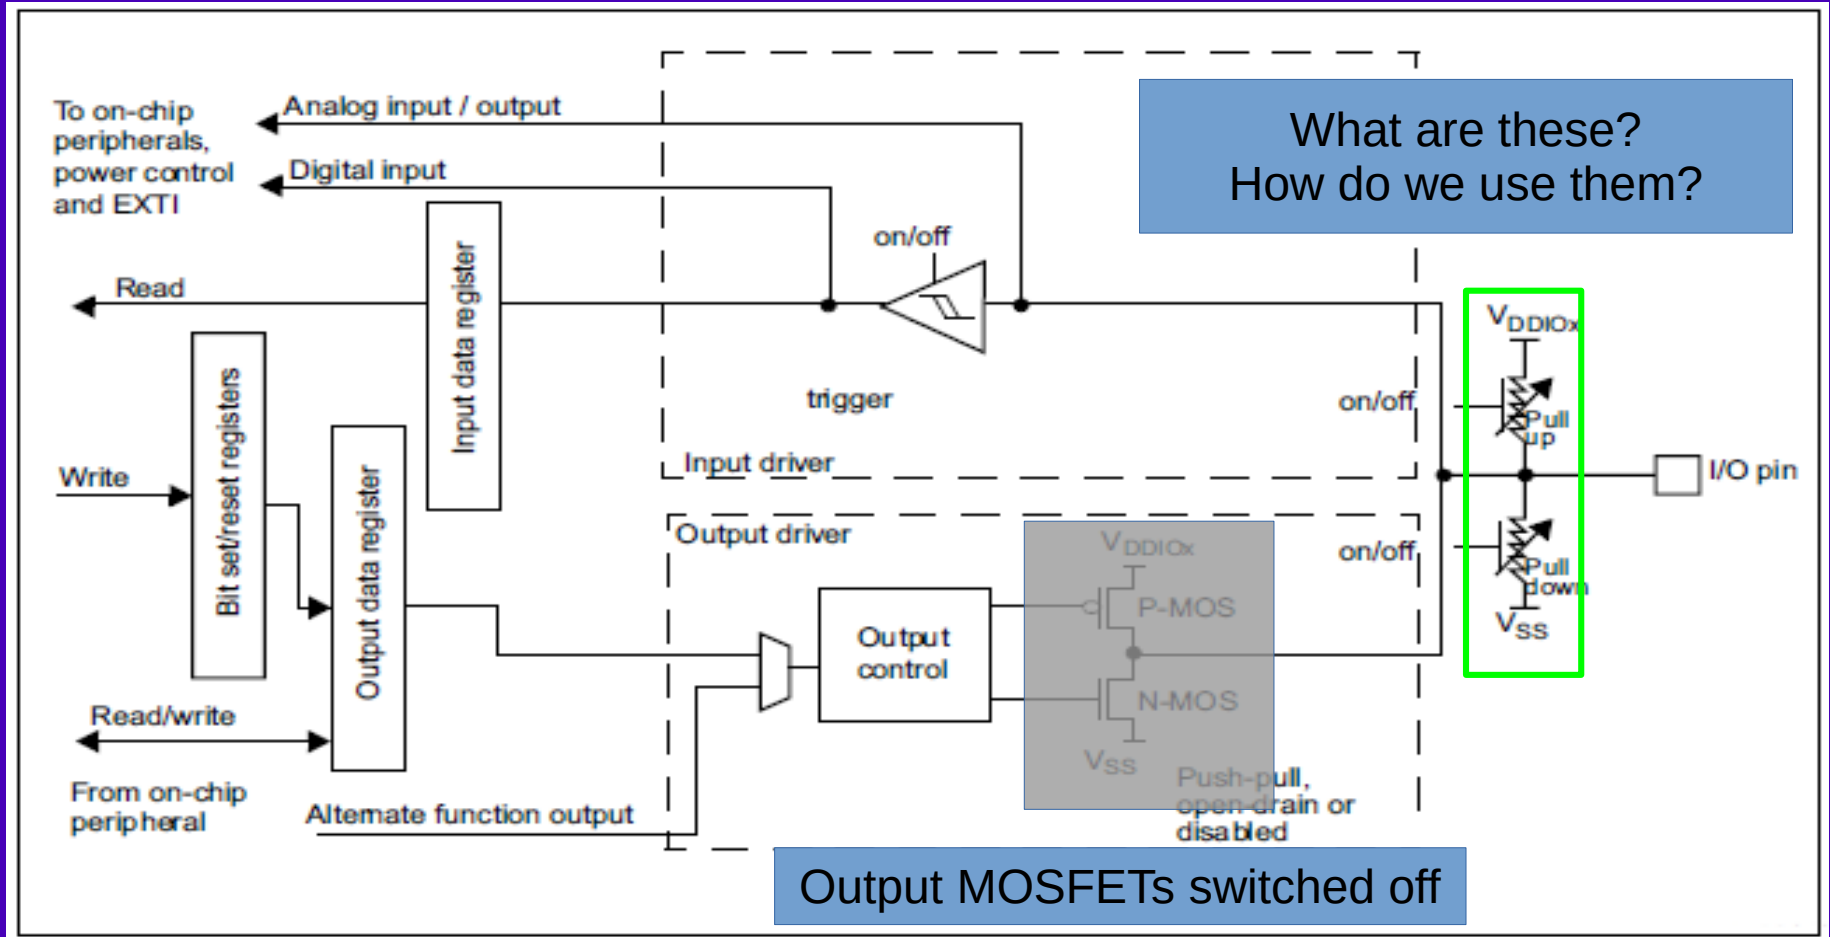 What are these?
How do we use them?
To on-chip
peripherals,
power control
and EXTI
Analog input / output
Digital input
on/off
Read
Input data register
trigger
Input driver
VDDIOx
on/off
Pull
up
I/O pin
on/off
Pull
down
VSS
Write
Bit set/reset registers
Output data register
Output driver
VDDIOx
P-MOS
Output
control
N-MOS
VSS
Push-pull,
open-drain or
disabled
Read/write
From on-chip
peripheral
Alternate function output
Output MOSFETs switched off